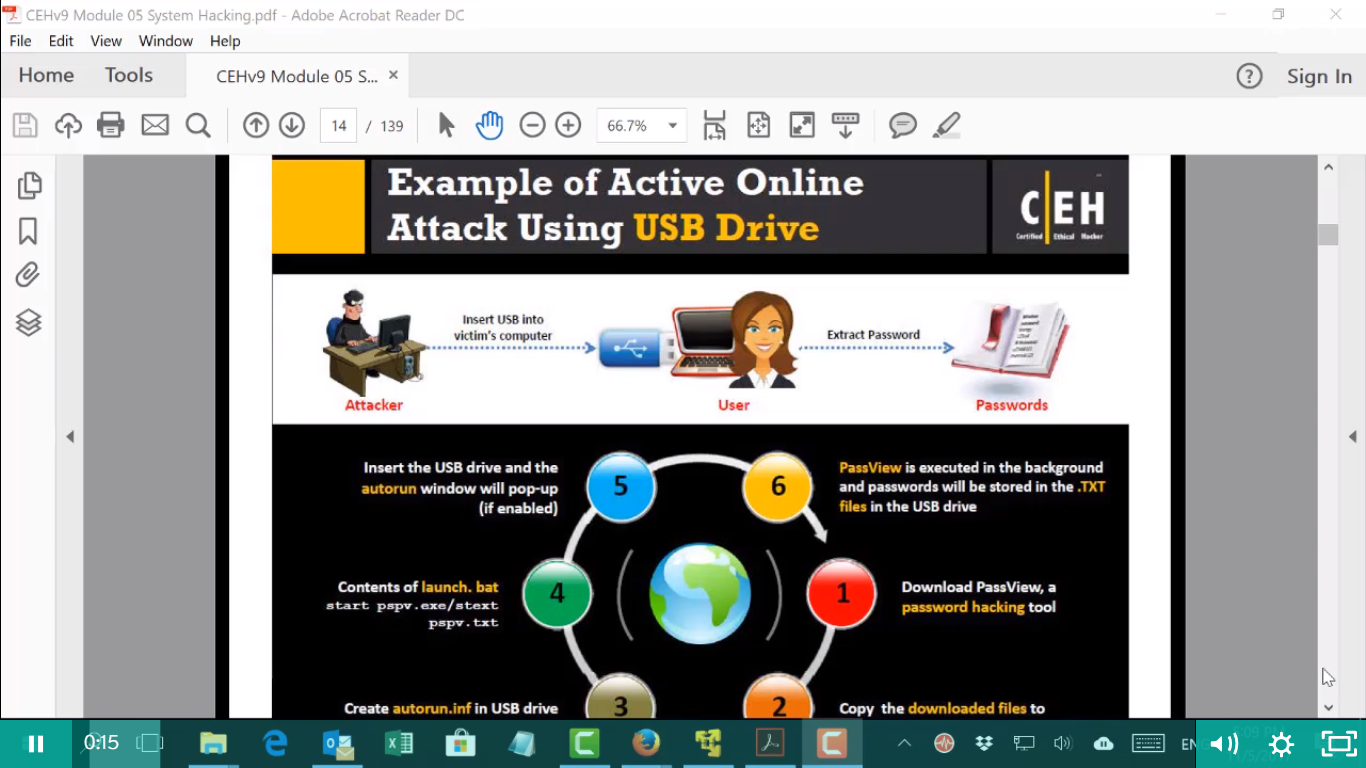 CEHv9 Module 05 System Hacking.pdf - Adobe Acrobat Reader DC
File Edit View Window Help
Home Tools CEHv9 Module 05 S... × Sign In
14 / 139 66.7%
Example of Active Online
Attack Using USB Drive
CEH
Certified Ethical Hacker
Insert USB into
victim's computer
Extract Password
Attacker User Passwords
Insert the USB drive and the
autorun window will pop-up
(if enabled)
5
6
PassView is executed in the background
and passwords will be stored in the .TXT
files in the USB drive
Contents of launch. bat
start pspv.exe/stext
pspv.txt
4
1
Download PassView, a
password hacking tool
Create autorun.inf in USB drive
3
2
Copy the downloaded files to
0:15